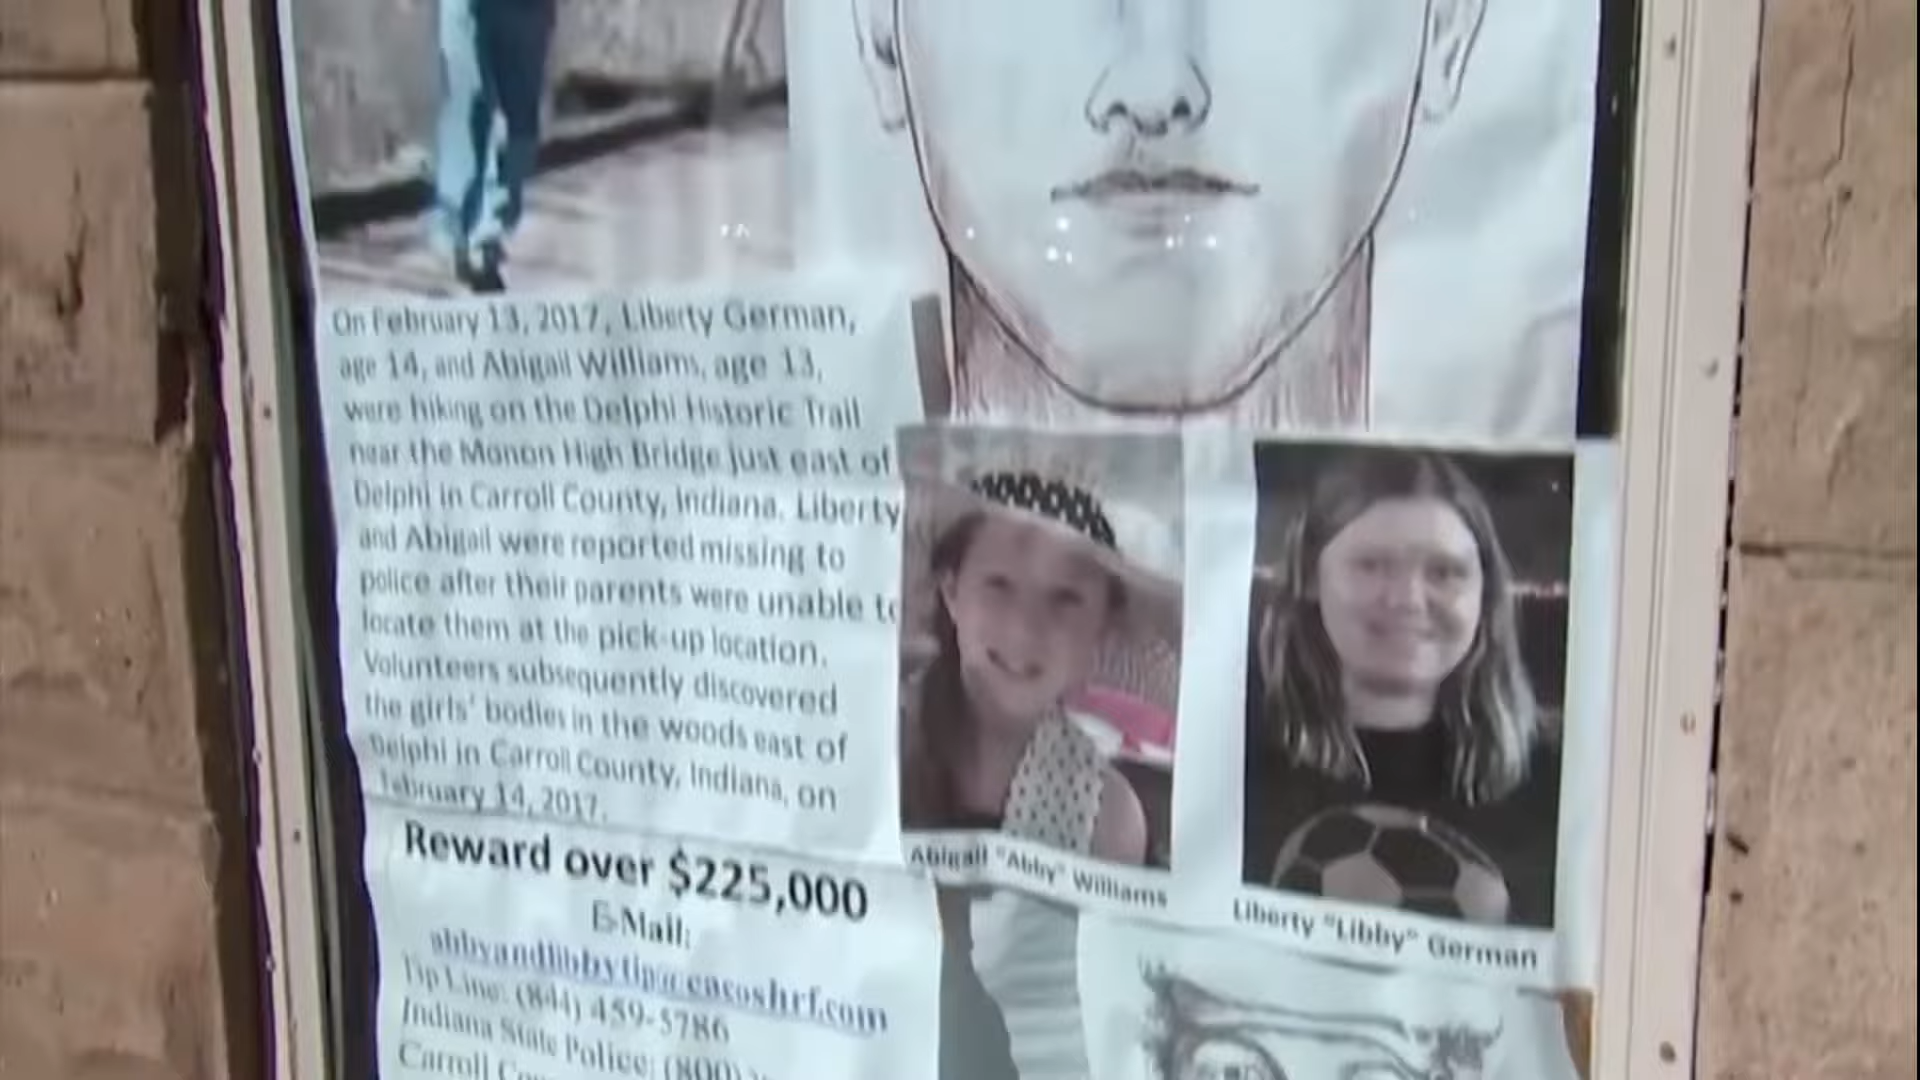 On February 13, 2017, Liberty German,
age 14, and Abigail Williams, age 13,
were hiking on the Delphi Historic Trail
near the Monon High Bridge just east of
Delphi in Carroll County, Indiana. Liberty
and Abigail were reported missing to
police after their parents were unable to
locate them at the pick-up location.
Volunteers subsequently discovered
the girls' bodies in the woods east of
Delphi in Carroll County, Indiana, on
February 14, 2017.
Reward over $225,000
E-Mail:
abbyandlibbytip@cacoshrf.com
Tip Line: (844) 459-5786
Indiana State Police: (800)
Carroll
Abigail "Abby" Williams
Liberty "Libby" German